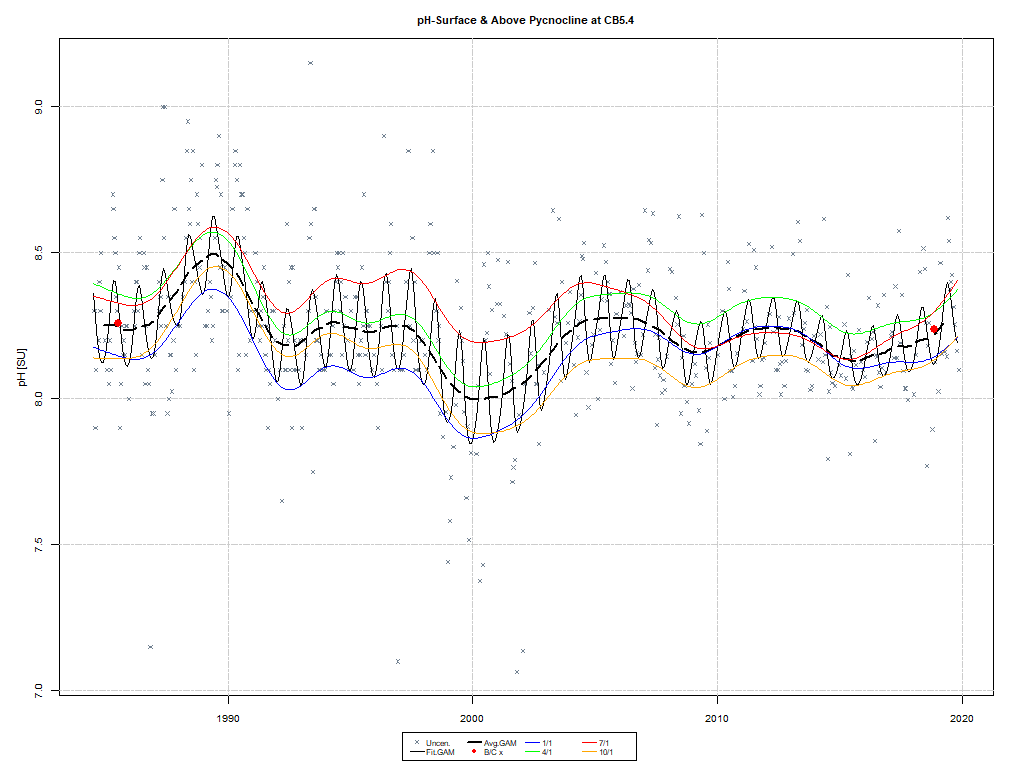 pH-Surface & Above Pycnocline at CB5.4
pH [SU]
9.0
8.5
8.0
7.5
7.0
1990 2000 2010 2020
Uncen. Avg.GAM 1/1 7/1
Fit.GAM B/C x 4/1 10/1